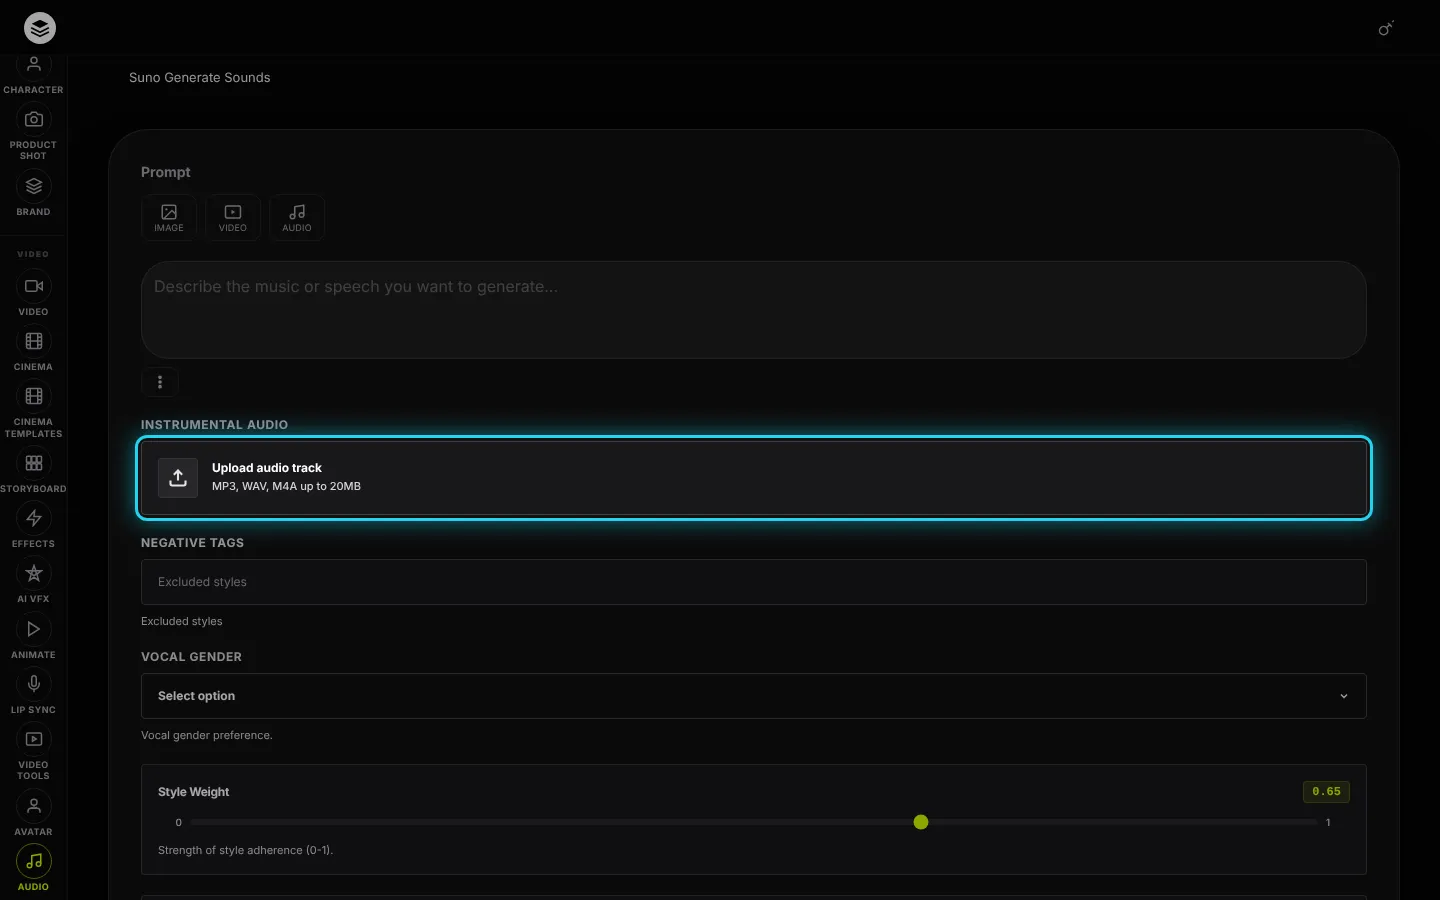 Suno Generate Sounds
CHARACTER
PRODUCT
SHOT
BRAND
VIDEO
VIDEO
CINEMA
CINEMA
TEMPLATES
STORYBOARD
EFFECTS
AI VFX
ANIMATE
LIP SYNC
VIDEO
TOOLS
AVATAR
AUDIO
Prompt
IMAGE
VIDEO
AUDIO
Describe the music or speech you want to generate...
INSTRUMENTAL AUDIO
Upload audio track
MP3, WAV, M4A up to 20MB
NEGATIVE TAGS
Excluded styles
Excluded styles
VOCAL GENDER
Select option
Vocal gender preference.
Style Weight
0.65
0
1
Strength of style adherence (0-1).